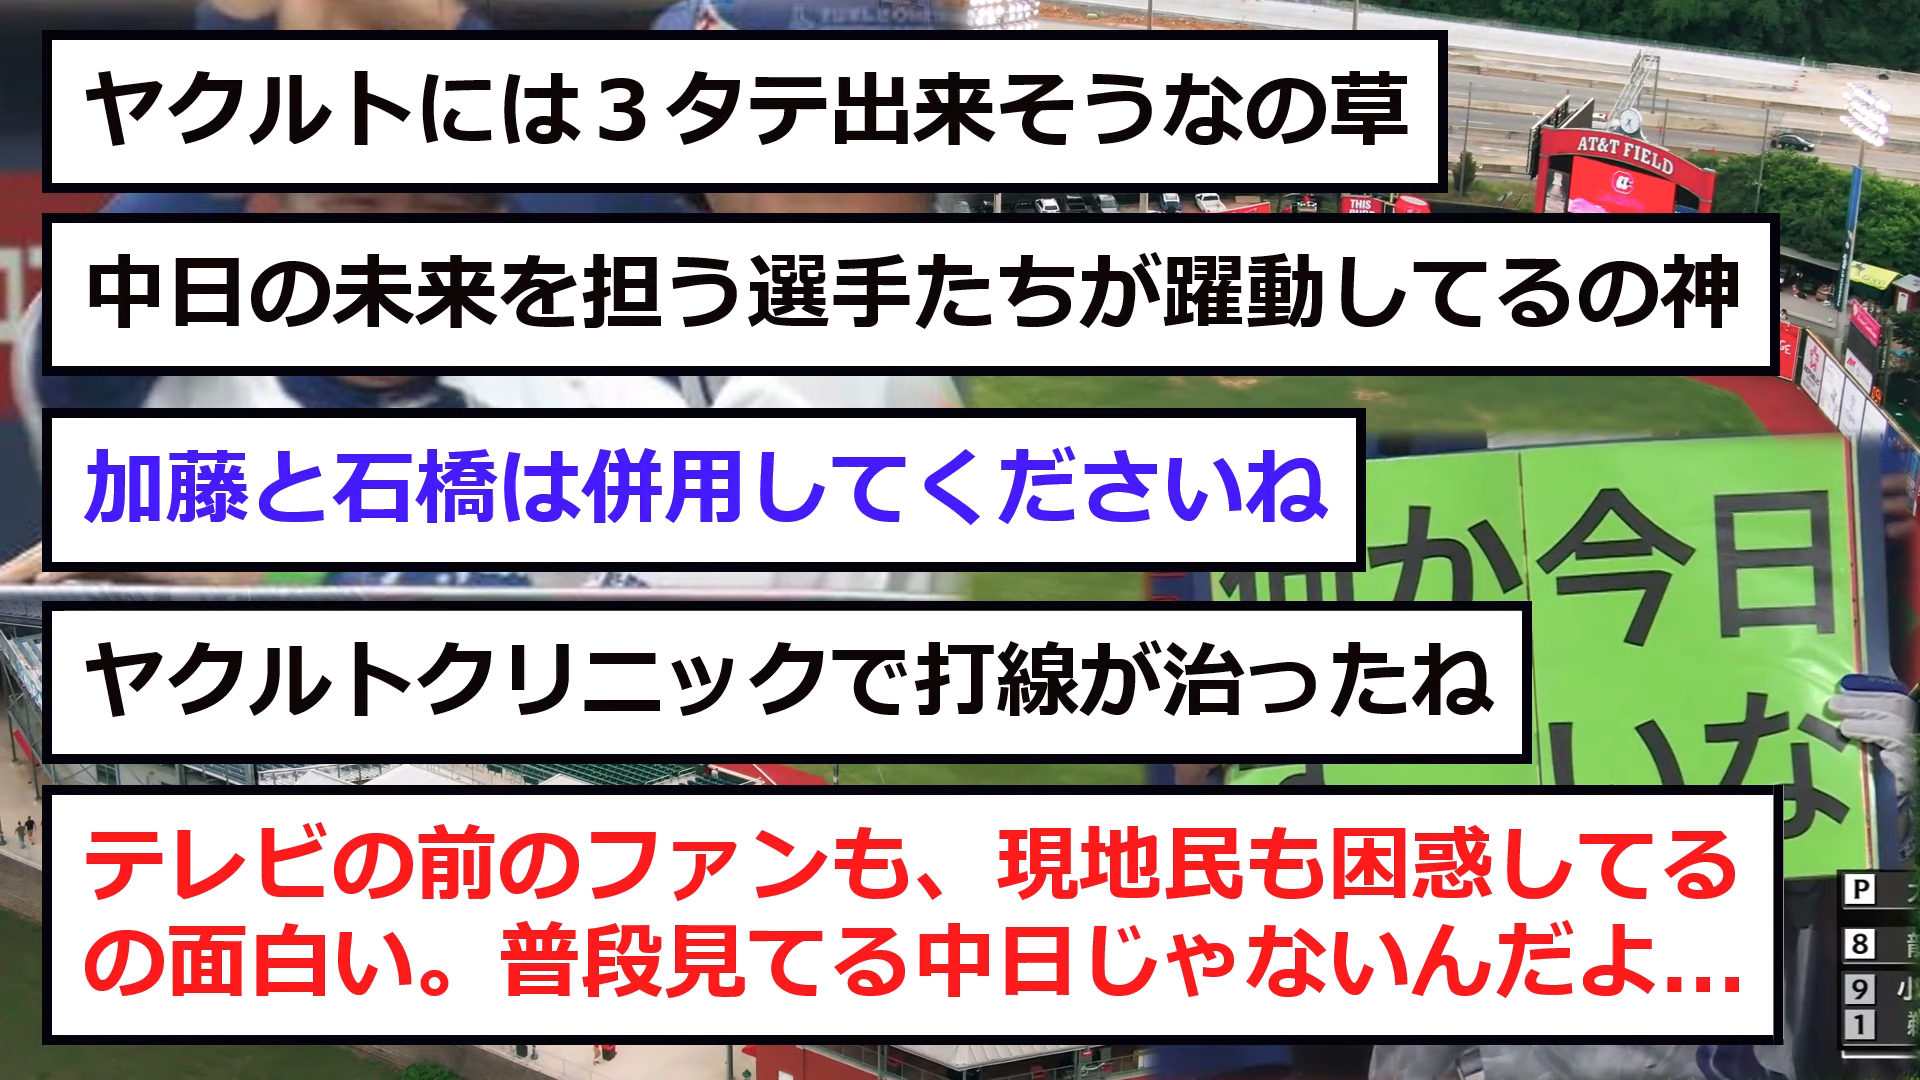 ヤクルトには３タテ出来そうなの草
AT&T FIELD
THIS
中日の未来を担う選手たちが躍動してるの神
加藤と石橋は併用してくださいね
か今日
ヤクルトクリニックで打線が治ったね
いな
テレビの前のファンも、現地民も困惑してる
の面白い。普段見てる中日じゃないんだよ…
P
8
9 小
1